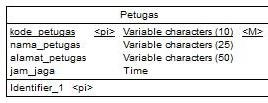 Petugas
kode_petugas <pi> Variable characters (10) <M>
nama_petugas Variable characters (25)
alamat_petugas Variable characters (50)
jam_jaga Time
Identifier_1 <pi>